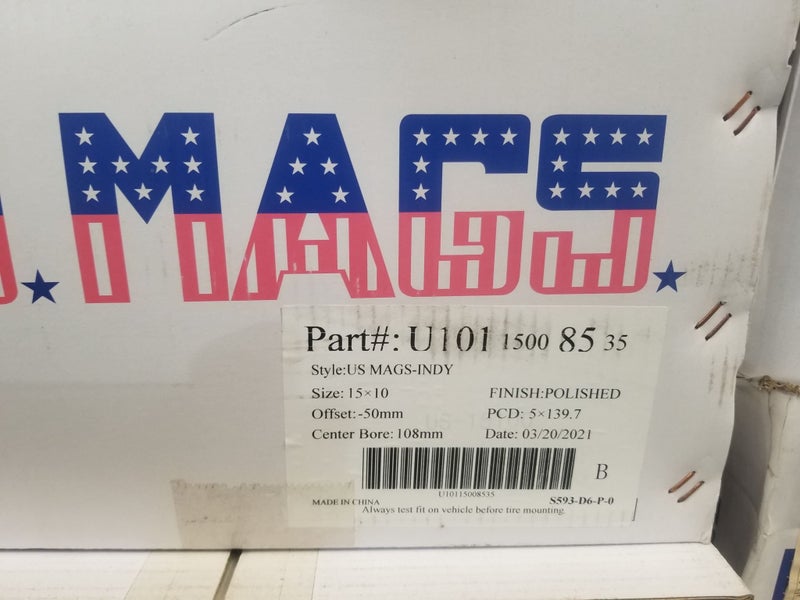 . MAGS.
Part#: U101 1500 85 35
Style:US MAGS-INDY
Size: 15×10 FINISH:POLISHED
Offset: -50mm PCD: 5×139.7
Center Bore: 108mm Date: 03/20/2021
B
U10115008535
MADE IN CHINA S593-D6-P-0
Always test fit on vehicle before tire mounting.